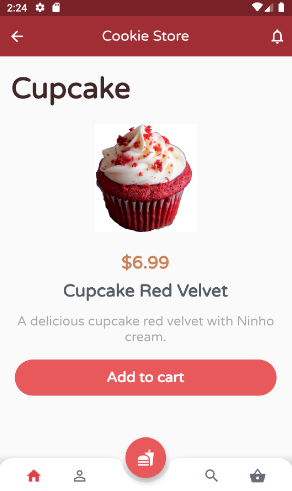 2:24
Cookie Store
Cupcake
$6.99
Cupcake Red Velvet
A delicious cupcake red velvet with Ninho
cream.
Add to cart